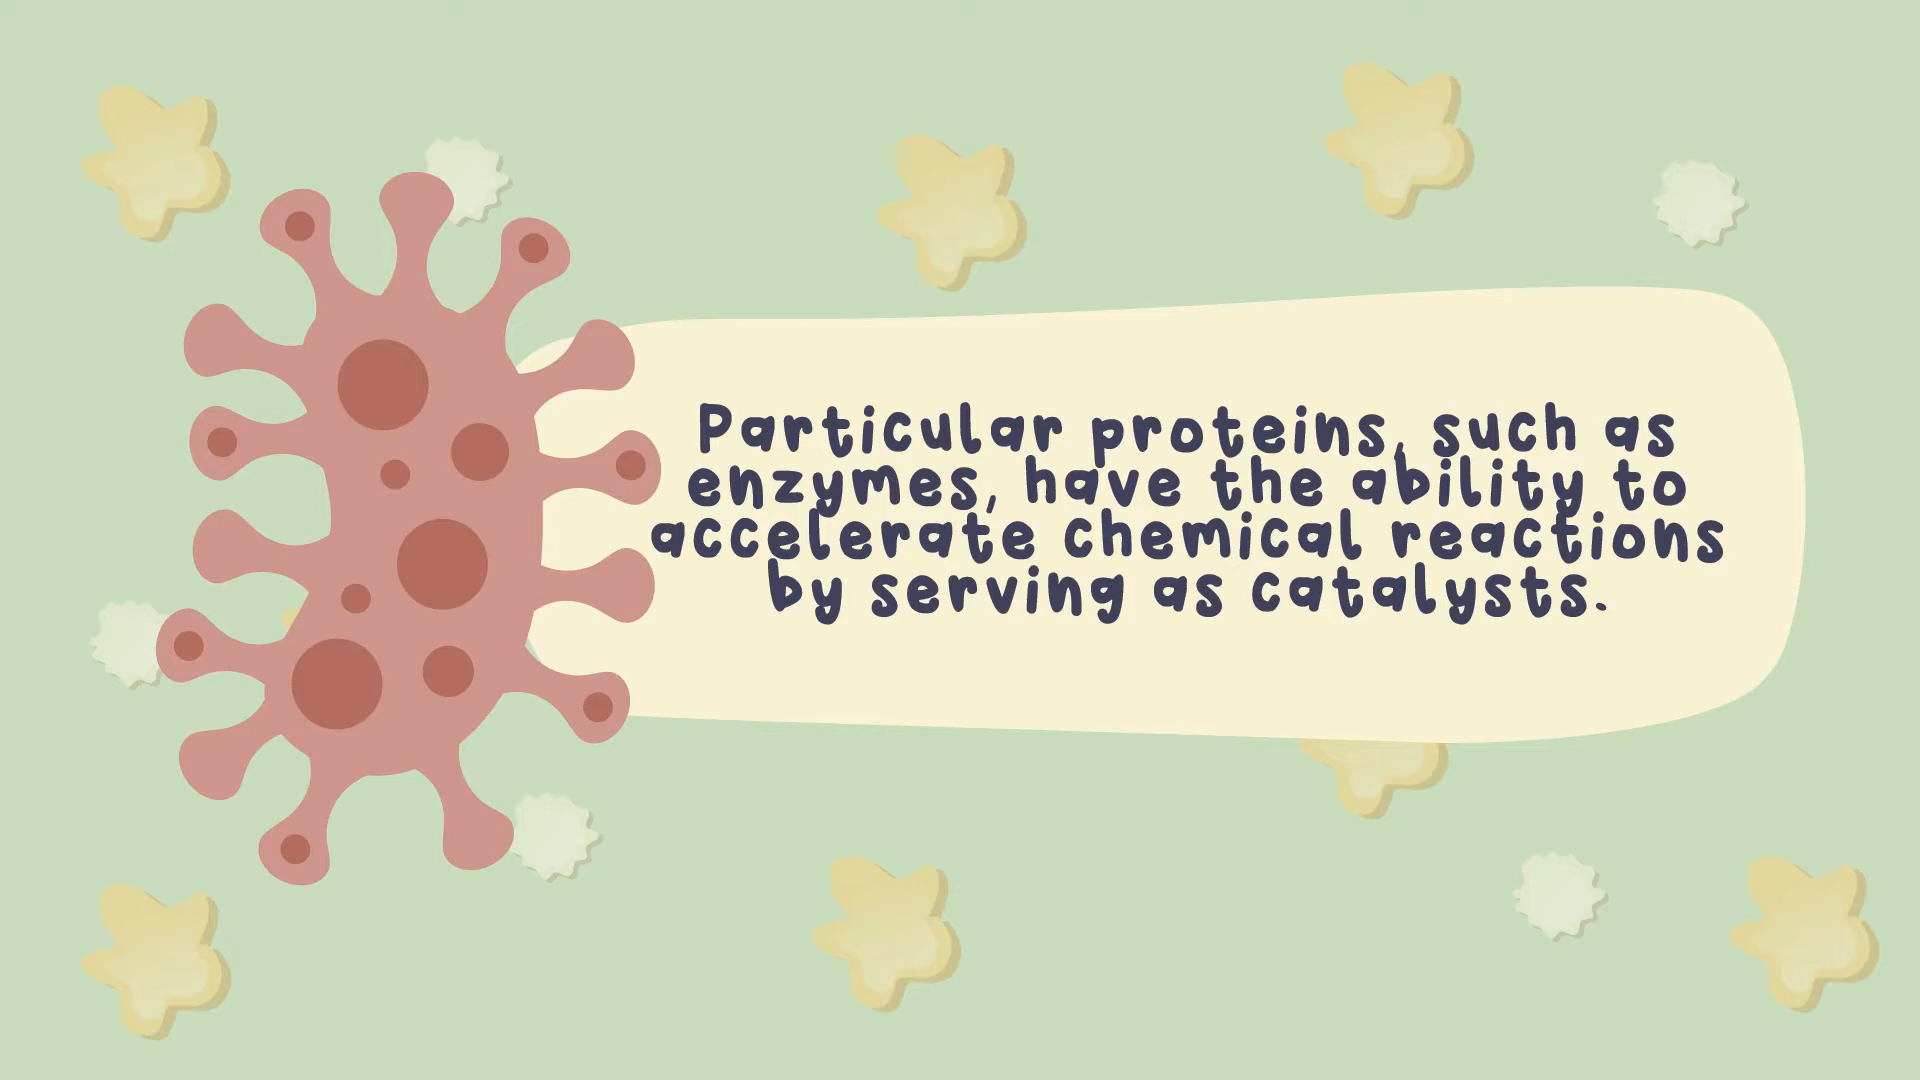 Particular proteins, such as
enzymes, have the ability to
accelerate chemical reactions
by serving as catalysts.